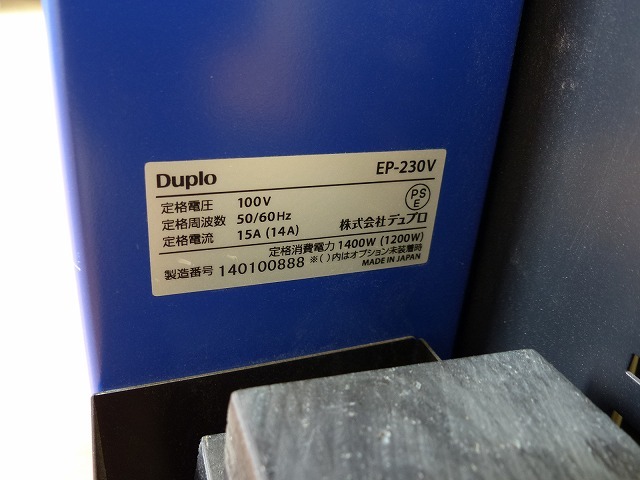 Duplo EP-230V
定格電圧 100V
定格周波数 50/60Hz
定格電流 15A (14A)
PS E
株式会社デュプロ
定格消費電力 1400W (1200W)
製造番号 140100888 ※( )内はオプション未装着時
MADE IN JAPAN